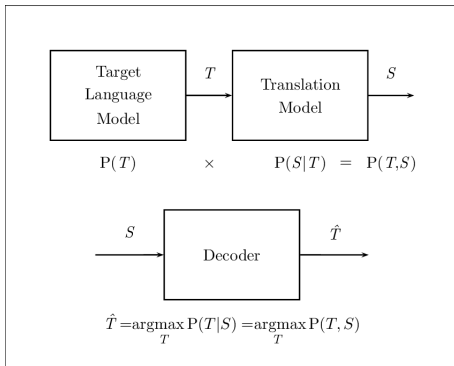 Target
Language
Model
T
Translation
Model
S
P(T) × P(S|T) = P(T,S)
S
Decoder
T̂
T̂ =argmax P(T|S) =argmax P(T, S)
T T